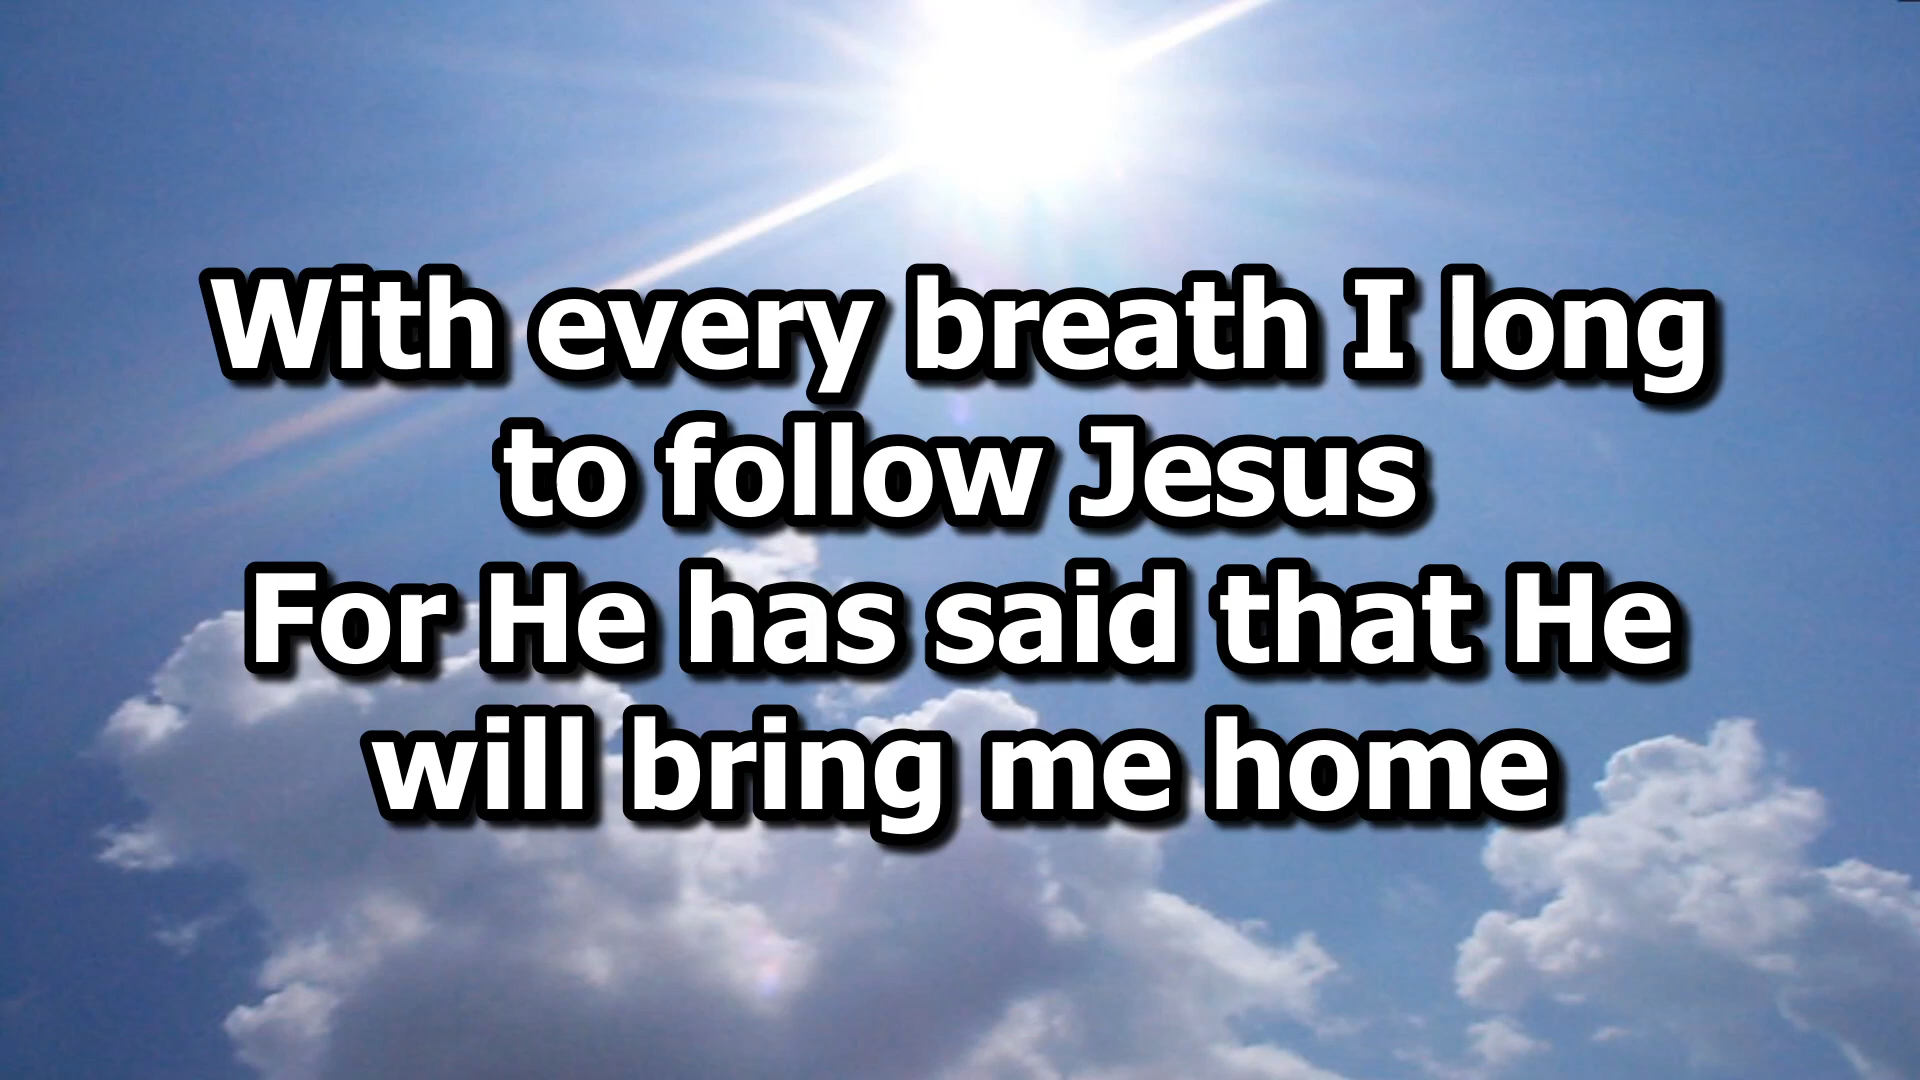 With every breath I long
to follow Jesus
For He has said that He
will bring me home